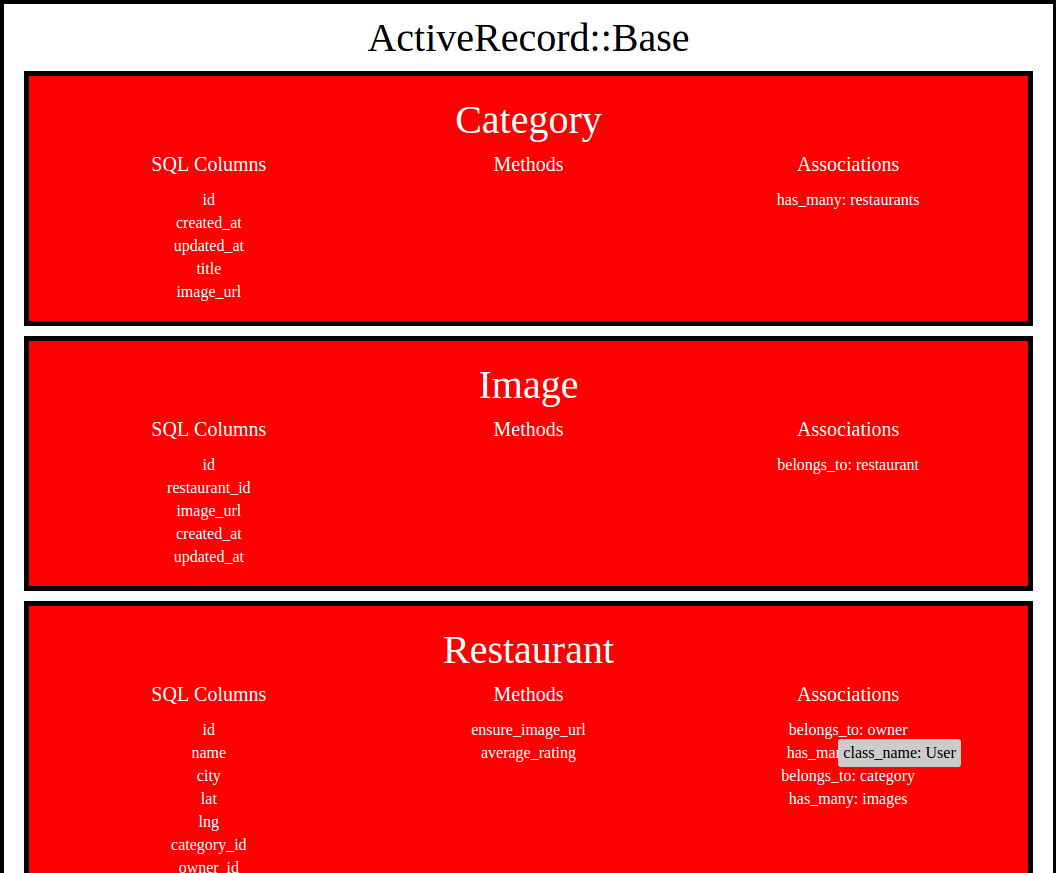 ActiveRecord::Base
Category
SQL Columns
id
created_at
updated_at
title
image_url
Methods
Associations
has_many: restaurants
Image
SQL Columns
id
restaurant_id
image_url
created_at
updated_at
Methods
Associations
belongs_to: restaurant
Restaurant
SQL Columns
id
name
city
lat
lng
category_id
owner_id
Methods
ensure_image_url
average_rating
Associations
belongs_to: owner
class_name: User
belongs_to: category
has_many: images